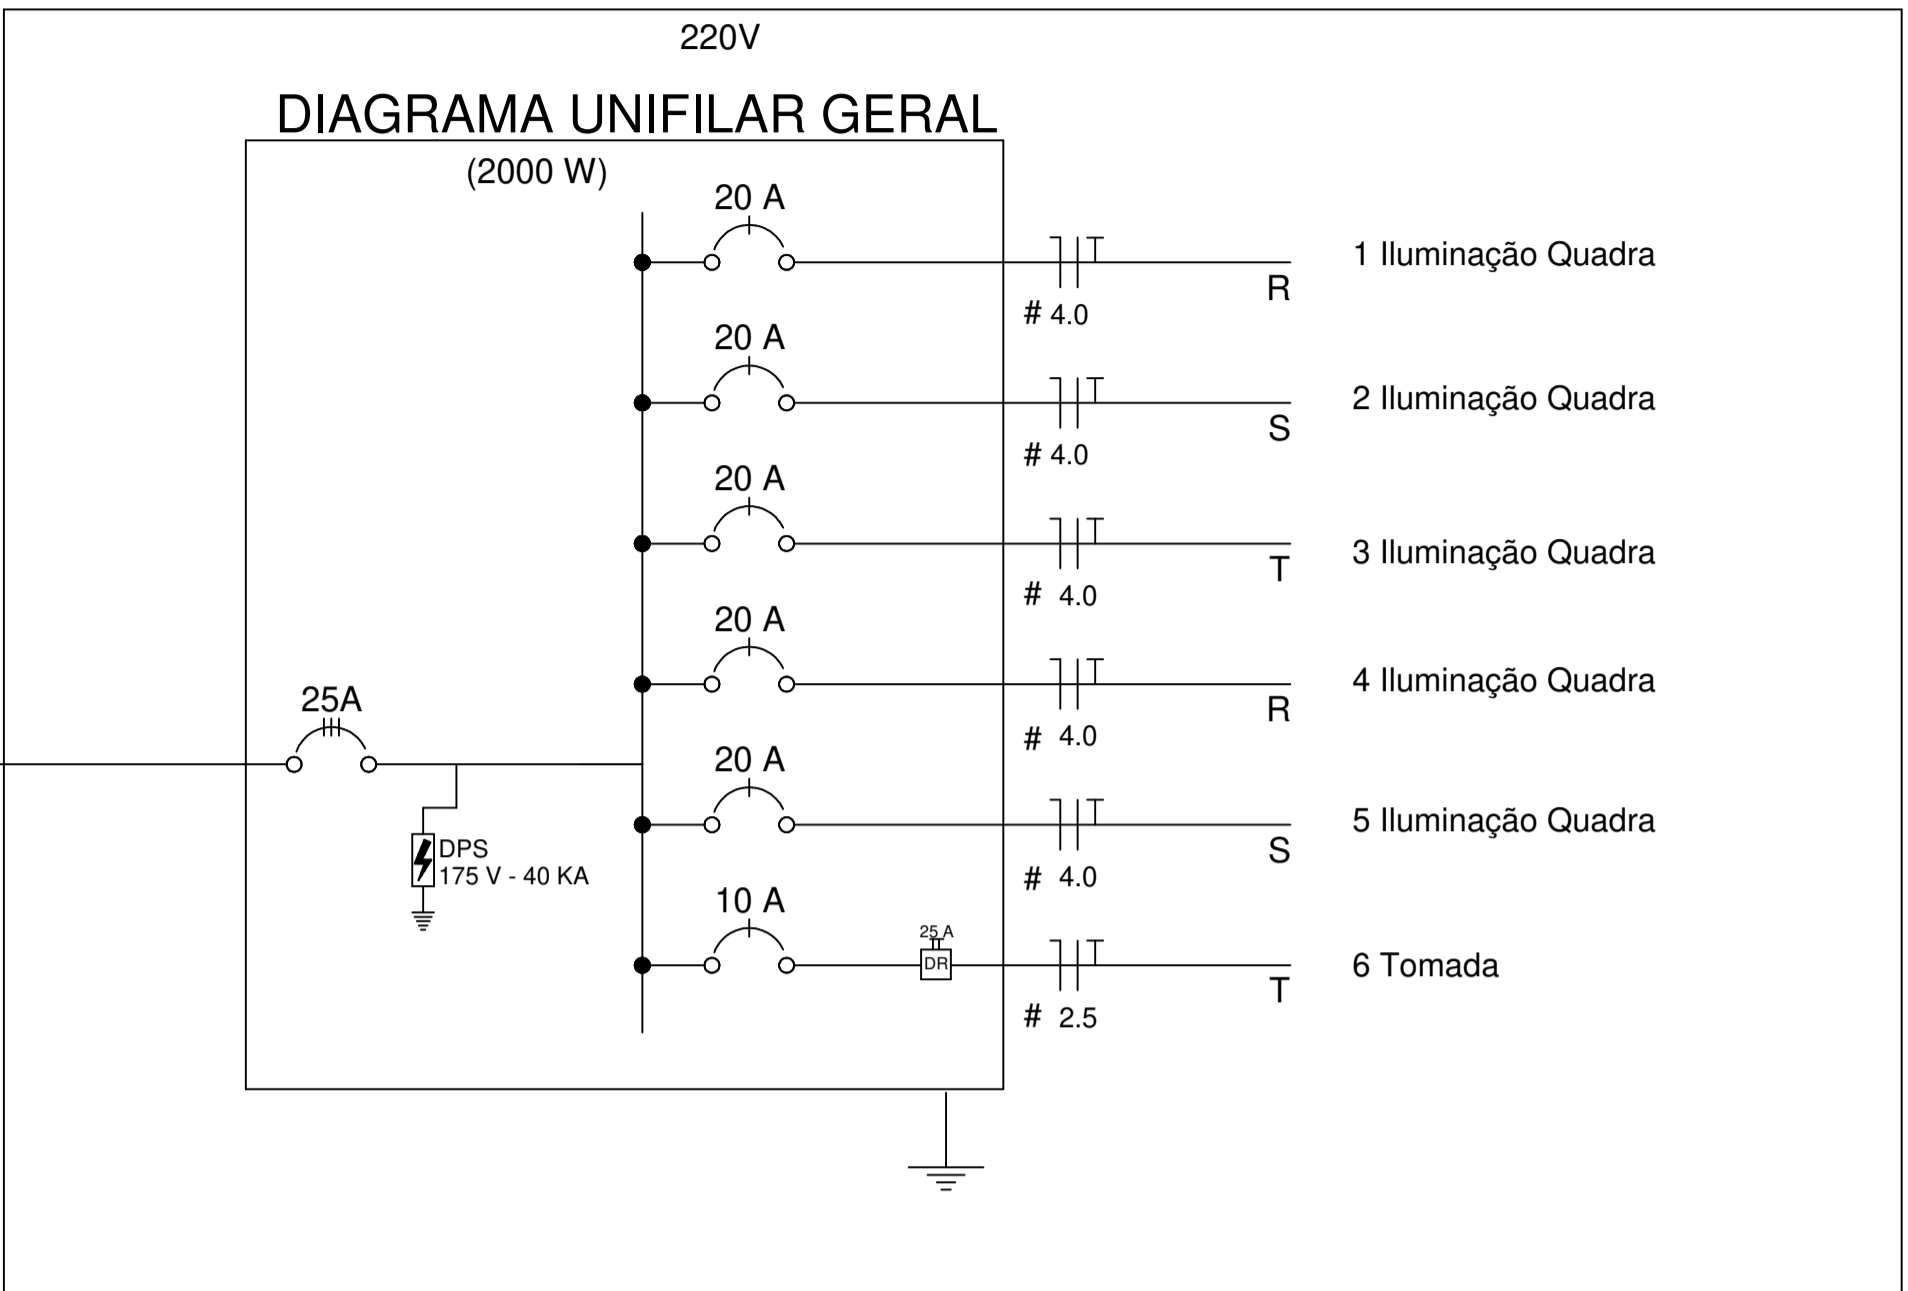 220V
DIAGRAMA UNIFILAR GERAL
(2000 W)
20 A
1 Iluminação Quadra
R
# 4.0
20 A
2 Iluminação Quadra
S
# 4.0
20 A
3 Iluminação Quadra
T
# 4.0
20 A
4 Iluminação Quadra
R
# 4.0
25A
20 A
5 Iluminação Quadra
S
# 4.0
DPS
175 V - 40 KA
10 A
25 A
DR
6 Tomada
T
# 2.5